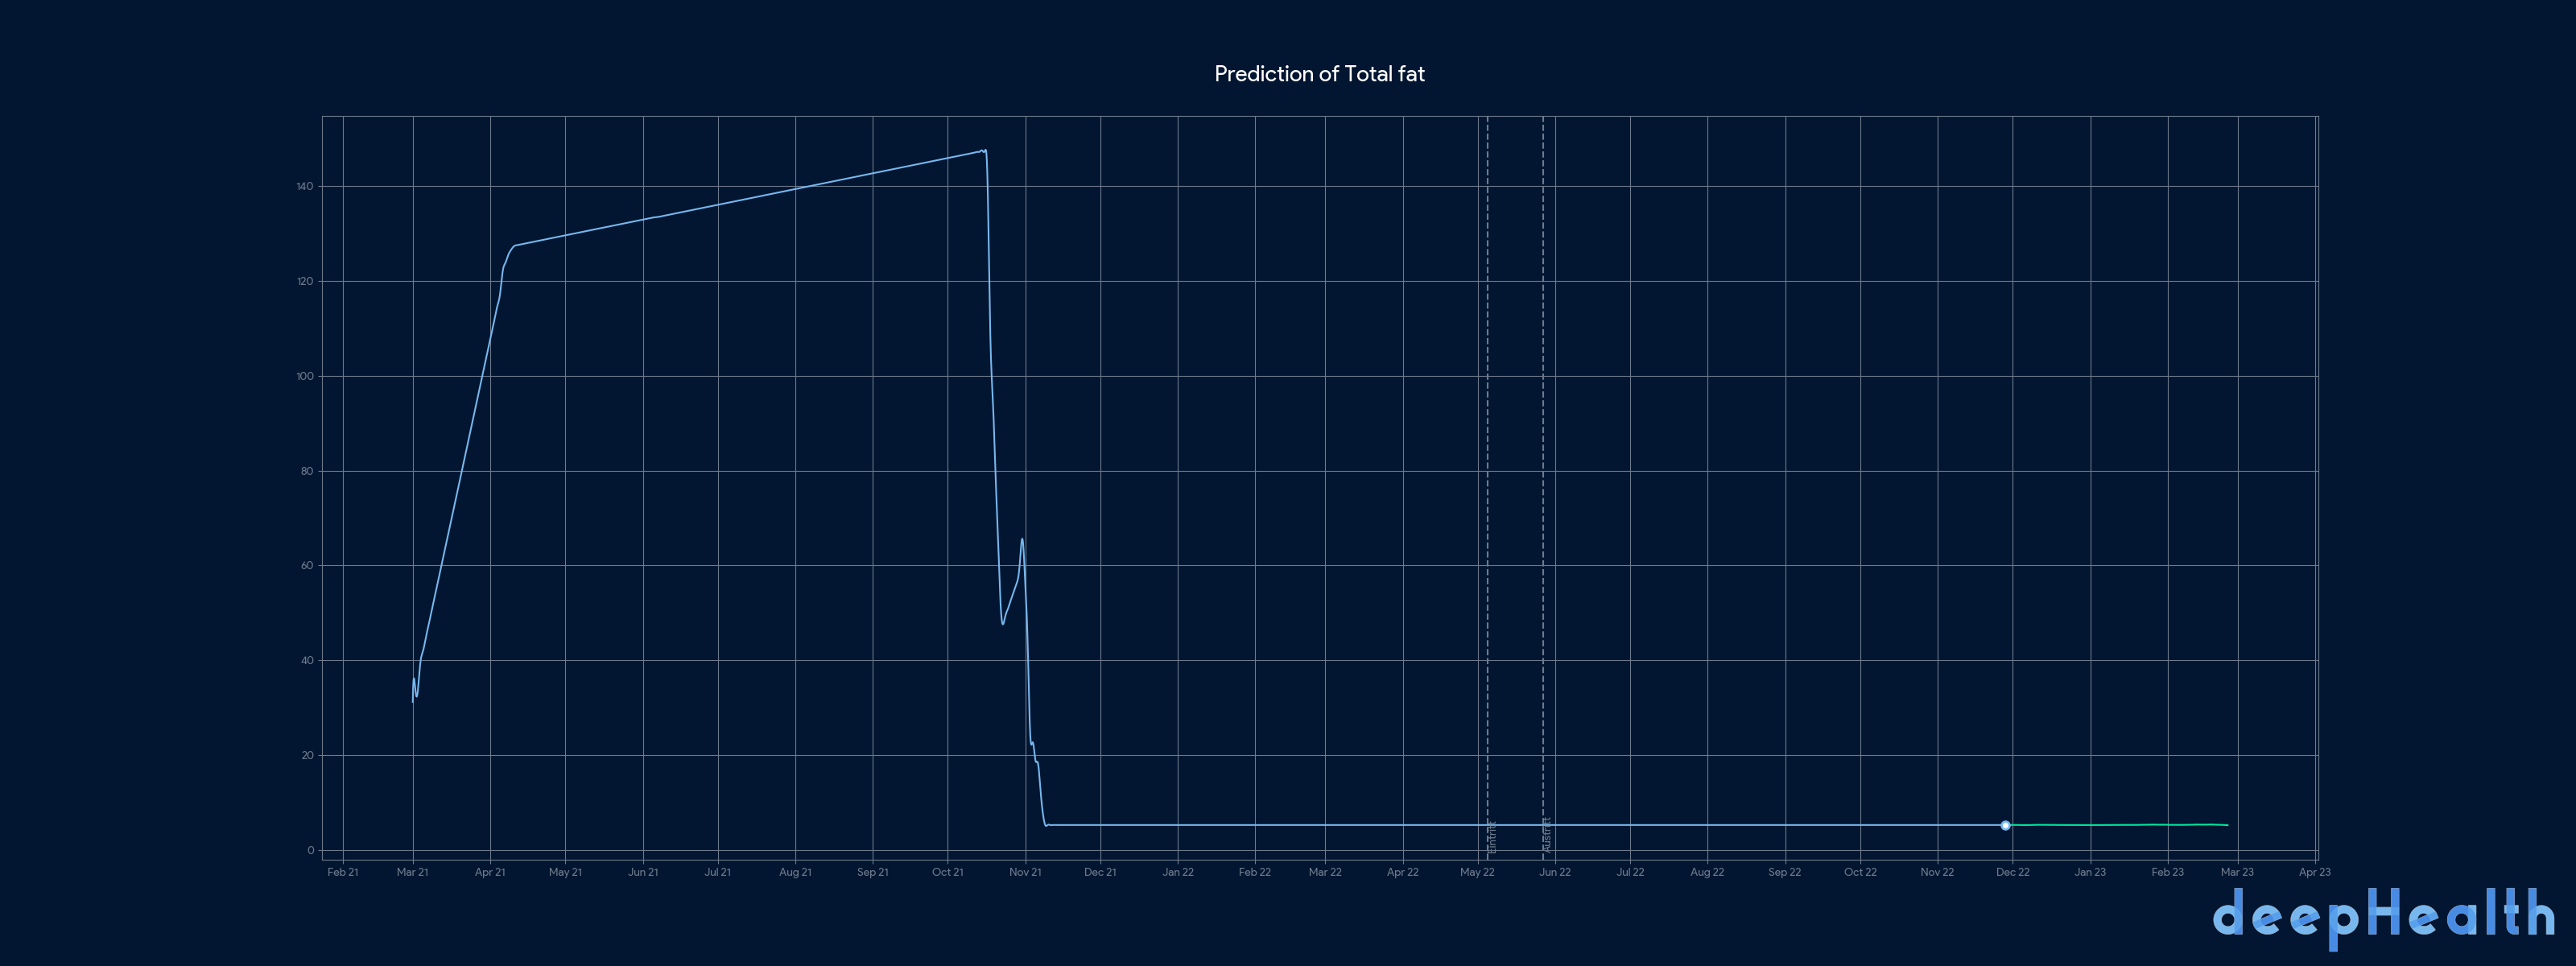 Prediction of Total fat
140
120
100
80
60
40
20
0
Eintritt
Austritt
Feb 21 Mar 21 Apr 21 May 21 Jun 21 Jul 21 Aug 21 Sep 21 Oct 21 Nov 21 Dec 21 Jan 22 Feb 22 Mar 22 Apr 22 May 22 Jun 22 Jul 22 Aug 22 Sep 22 Oct 22 Nov 22 Dec 22 Jan 23 Feb 23 Mar 23 Apr 23
deepHealth